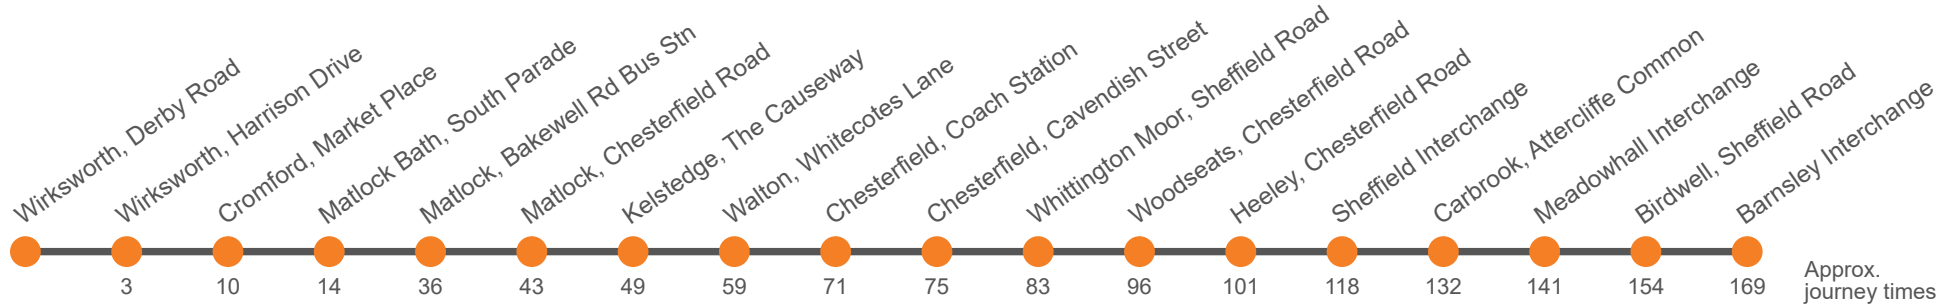 Wirksworth, Derby Road
Wirksworth, Harrison Drive
Cromford, Market Place
Matlock Bath, South Parade
Matlock, Bakewell Rd Bus Stn
Matlock, Chesterfield Road
Kelstedge, The Causeway
Walton, Whitecotes Lane
Chesterfield, Coach Station
Chesterfield, Cavendish Street
Whittington Moor, Sheffield Road
Woodseats, Chesterfield Road
Heeley, Chesterfield Road
Sheffield Interchange
Carbrook, Attercliffe Common
Meadowhall Interchange
Birdwell, Sheffield Road
Barnsley Interchange
3 10 14 36 43 49 59 71 75 83 96 101 118 132 141 154 169
Approx.
journey times